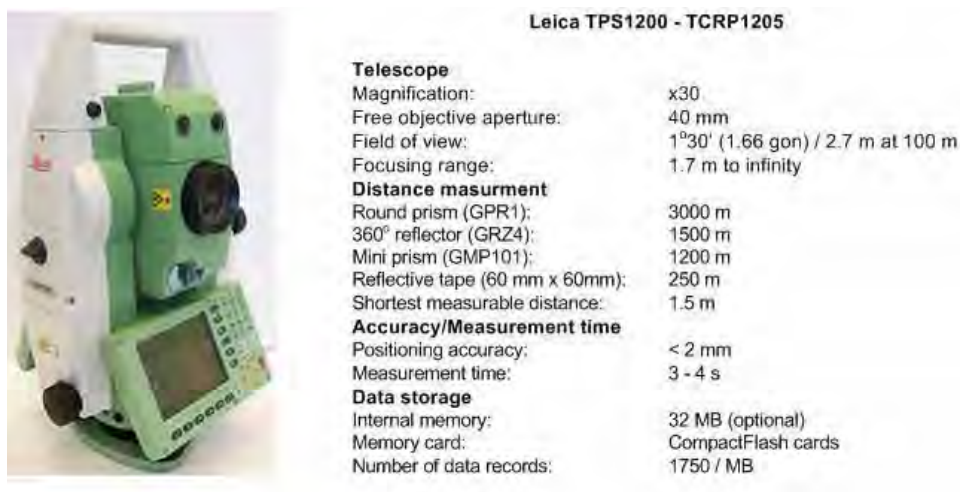 Leica TPS1200 - TCRP1205
Telescope
Magnification: x30
Free objective aperture: 40 mm
Field of view: 1°30' (1.66 gon) / 2.7 m at 100 m
Focusing range: 1.7 m to infinity
Distance masurment
Round prism (GPR1): 3000 m
360° reflector (GRZ4): 1500 m
Mini prism (GMP101): 1200 m
Reflective tape (60 mm x 60mm): 250 m
Shortest measurable distance: 1.5 m
Accuracy/Measurement time
Positioning accuracy: < 2 mm
Measurement time: 3 - 4 s
Data storage
Internal memory: 32 MB (optional)
Memory card: CompactFlash cards
Number of data records: 1750 / MB